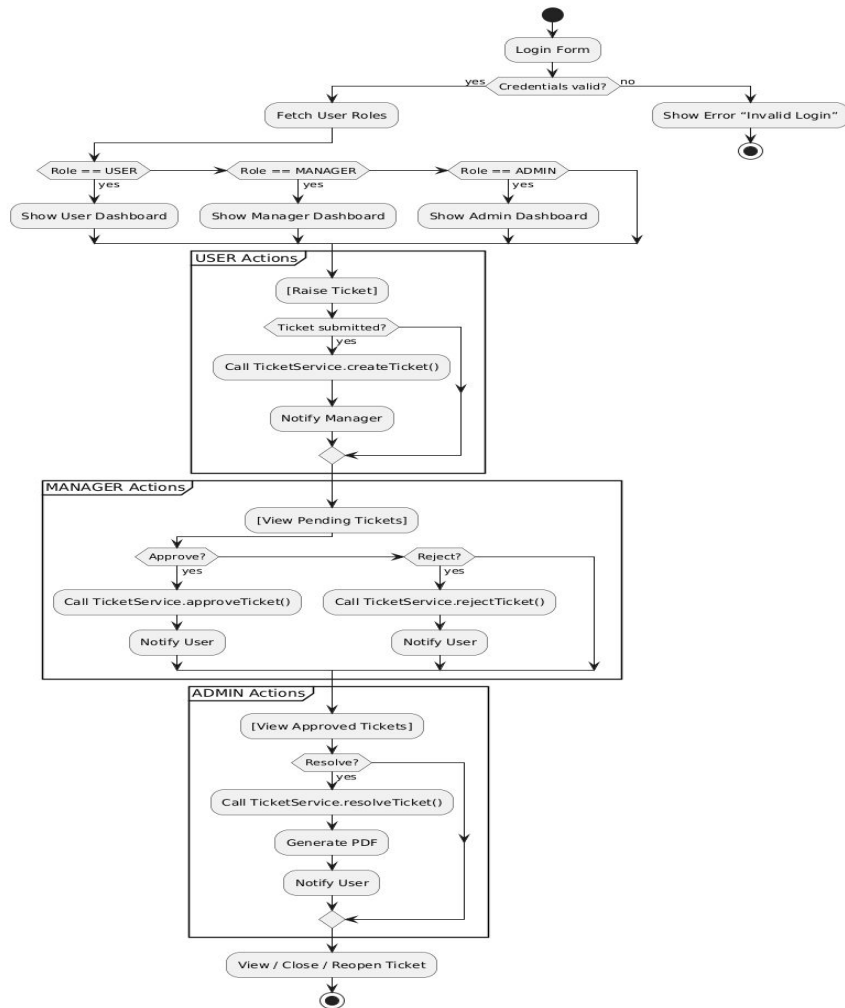 Login Form
yes
Credentials valid?
no
Fetch User Roles
Show Error “Invalid Login”
Role == USER
Role == MANAGER
Role == ADMIN
yes
yes
yes
Show User Dashboard
Show Manager Dashboard
Show Admin Dashboard
USER Actions
[Raise Ticket]
Ticket submitted?
yes
Call TicketService.createTicket()
Notify Manager
MANAGER Actions
[View Pending Tickets]
Approve?
Reject?
yes
yes
Call TicketService.approveTicket()
Call TicketService.rejectTicket()
Notify User
Notify User
ADMIN Actions
[View Approved Tickets]
Resolve?
yes
Call TicketService.resolveTicket()
Generate PDF
Notify User
View / Close / Reopen Ticket